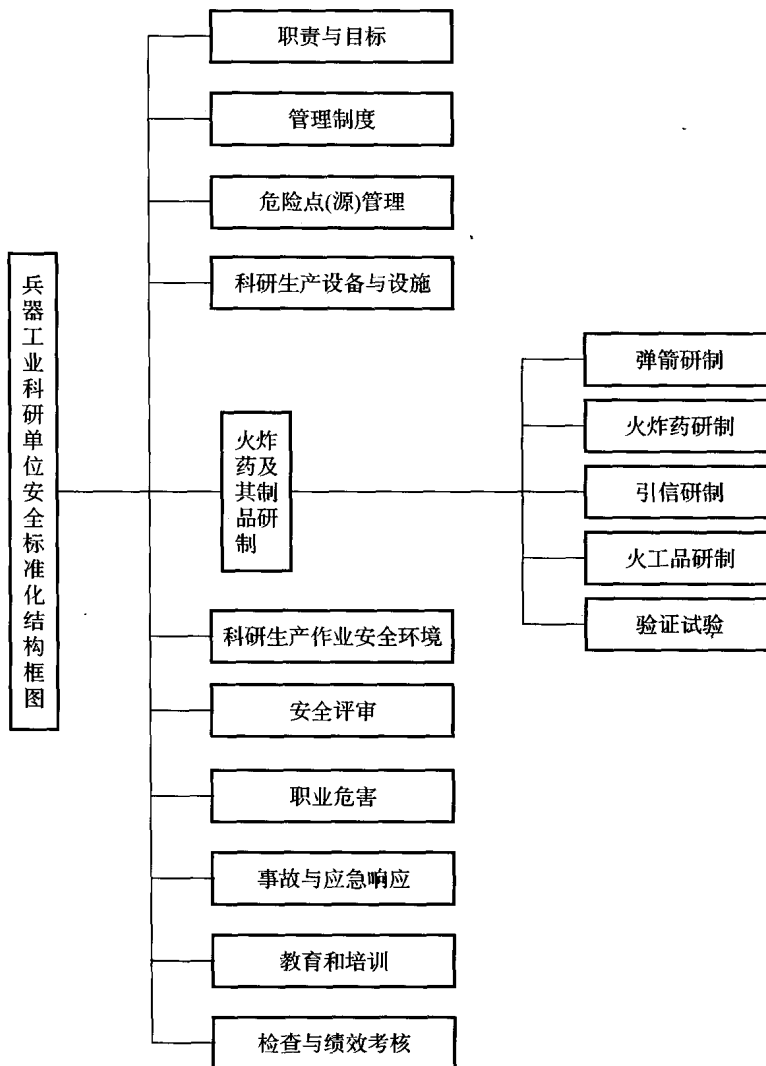 兵器工业科研单位安全标准化结构框图
职责与目标
管理制度
危险点(源)管理
科研生产设备与设施
火炸
药及
其制
品研
制
弹箭研制
火炸药研制
引信研制
火工品研制
验证试验
科研生产作业安全环境
安全评审
职业危害
事故与应急响应
教育和培训
检查与绩效考核